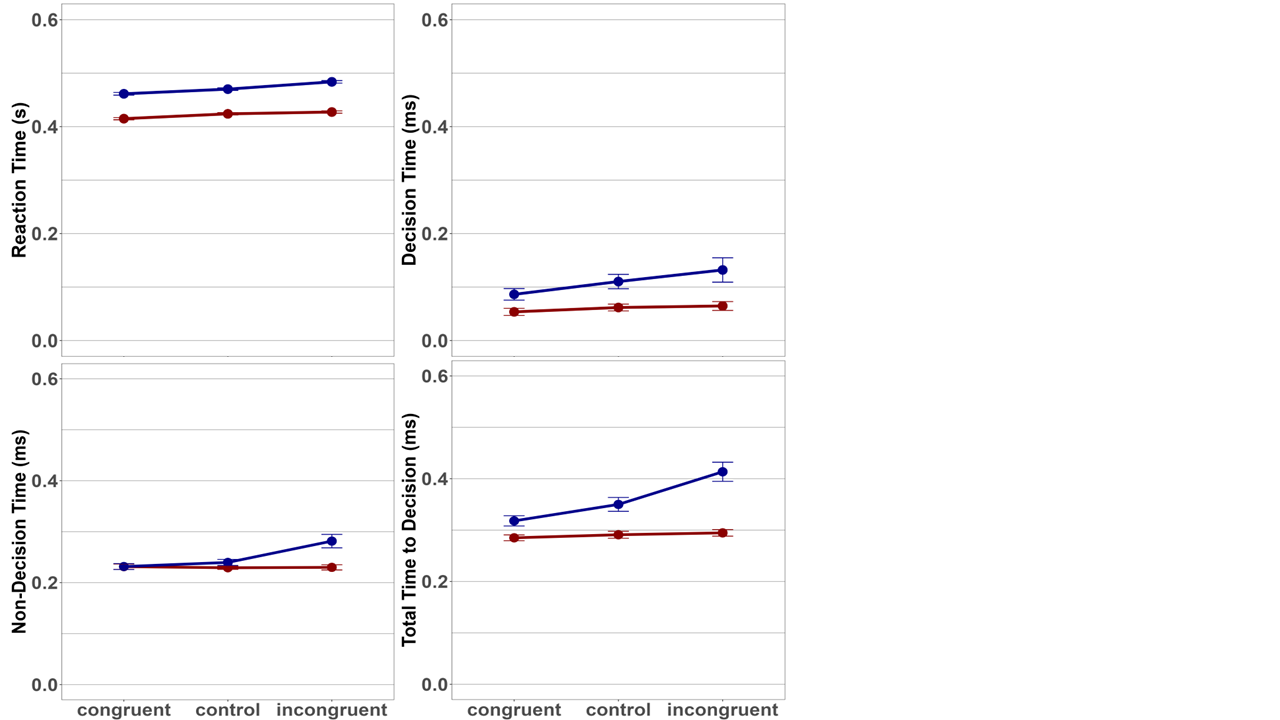 Reaction Time (s)
0.6
0.4
0.2
0.0
Decision Time (ms)
0.6
0.4
0.2
0.0
Non-Decision Time (ms)
0.6
0.4
0.2
0.0
congruent control incongruent
Total Time to Decision (ms)
0.6
0.4
0.2
0.0
congruent control incongruent